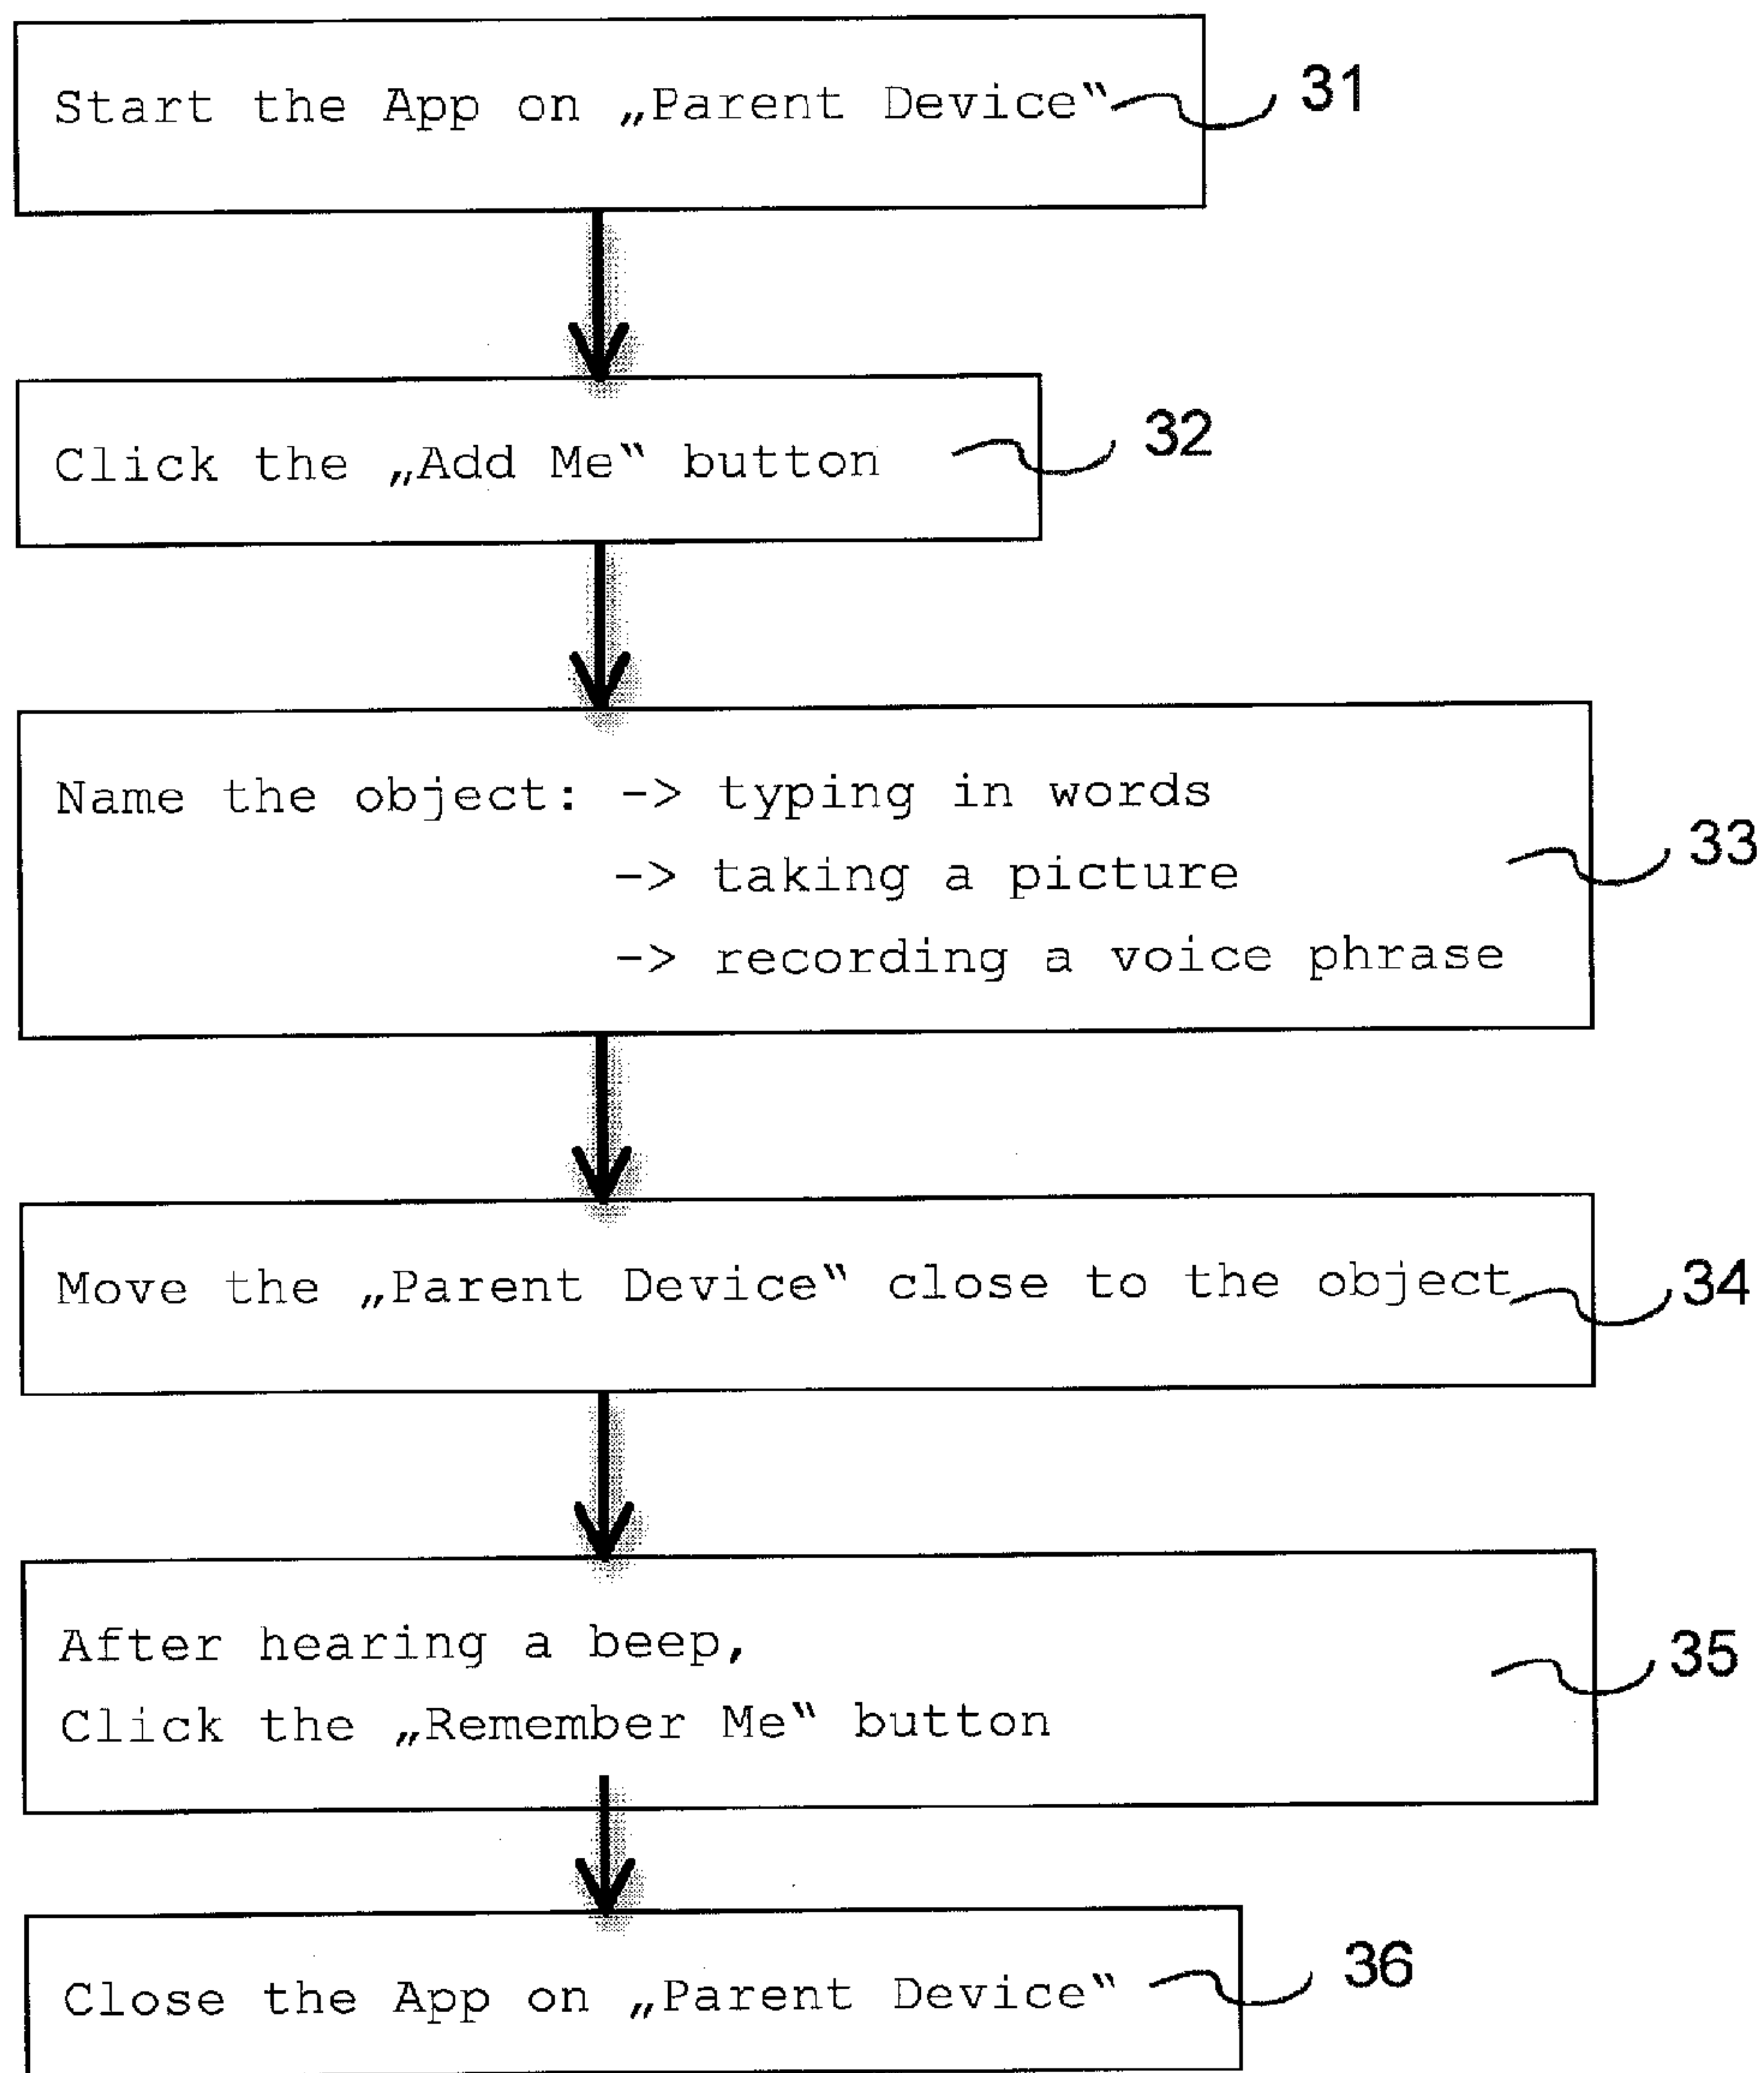 Start the App on „Parent Device‟ 31
Click the „Add Me‟ button 32
Name the object: -> typing in words
-> taking a picture 33
-> recording a voice phrase
Move the „Parent Device‟ close to the object 34
After hearing a beep, 35
Click the „Remember Me‟ button
Close the App on „Parent Device‟ 36